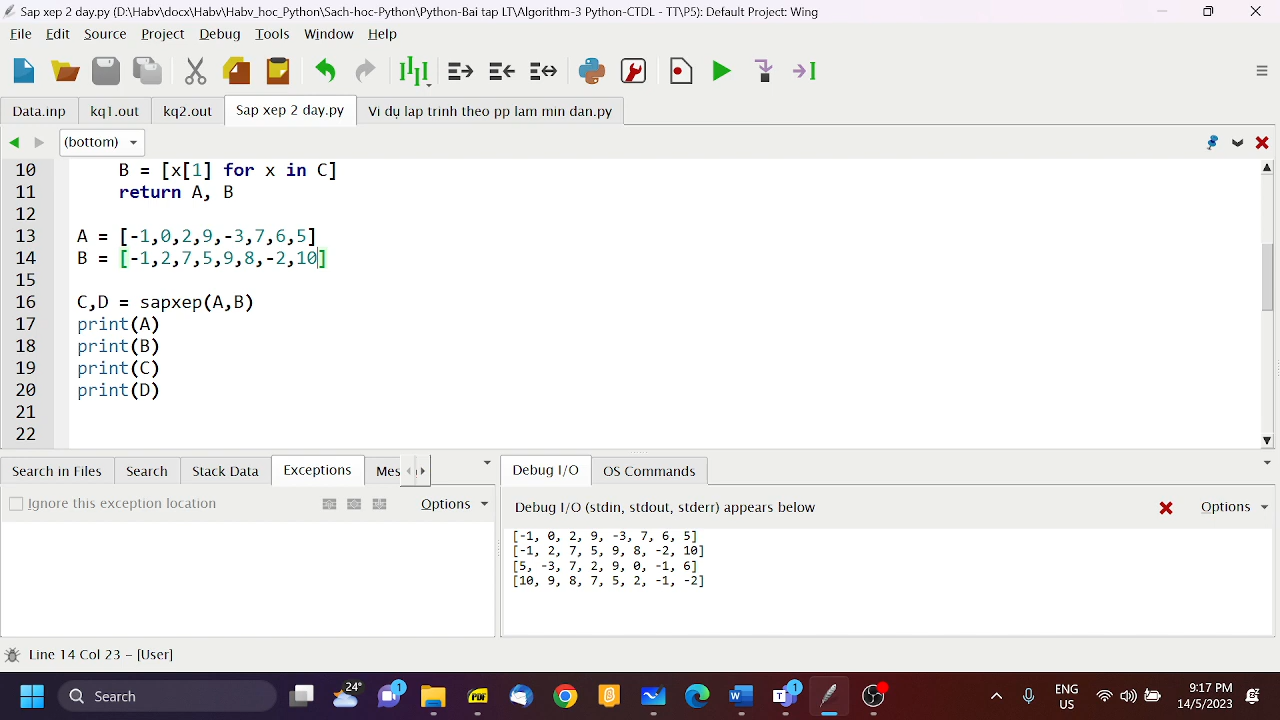 Sap xep 2 day.py (D:\Habv\docx\Habv\Habv_hoc_Python\Sach-hoc-Python\Python-Bai tap LT\Algorithm-3 Python-CTDL - TT\P5): Default Project: Wing
File Edit Source Project Debug Tools Window Help
Data.inp kq1.out kq2.out Sap xep 2 day.py Vi dụ lap trinh theo pp lam min dan.py
(bottom)
10 B = [x[1] for x in C]
11 return A, B
12
13 A = [-1,0,2,9,-3,7,6,5]
14 B = [-1,2,7,5,9,8,-2,10]
15
16 C,D = sapxep(A,B)
17 print(A)
18 print(B)
19 print(C)
20 print(D)
21
22
Search in Files Search Stack Data Exceptions Mes Debug I/O OS Commands
Ignore this exception location Options Debug I/O (stdin, stdout, stderr) appears below Options
[-1, 0, 2, 9, -3, 7, 6, 5]
[-1, 2, 7, 5, 9, 8, -2, 10]
[5, -3, 7, 2, 9, 0, -1, 6]
[10, 9, 8, 7, 5, 2, -1, -2]
Line 14 Col 23 – [User]
Search 24° 1 PDF 1 ENG US 9:17 PM 14/5/2023